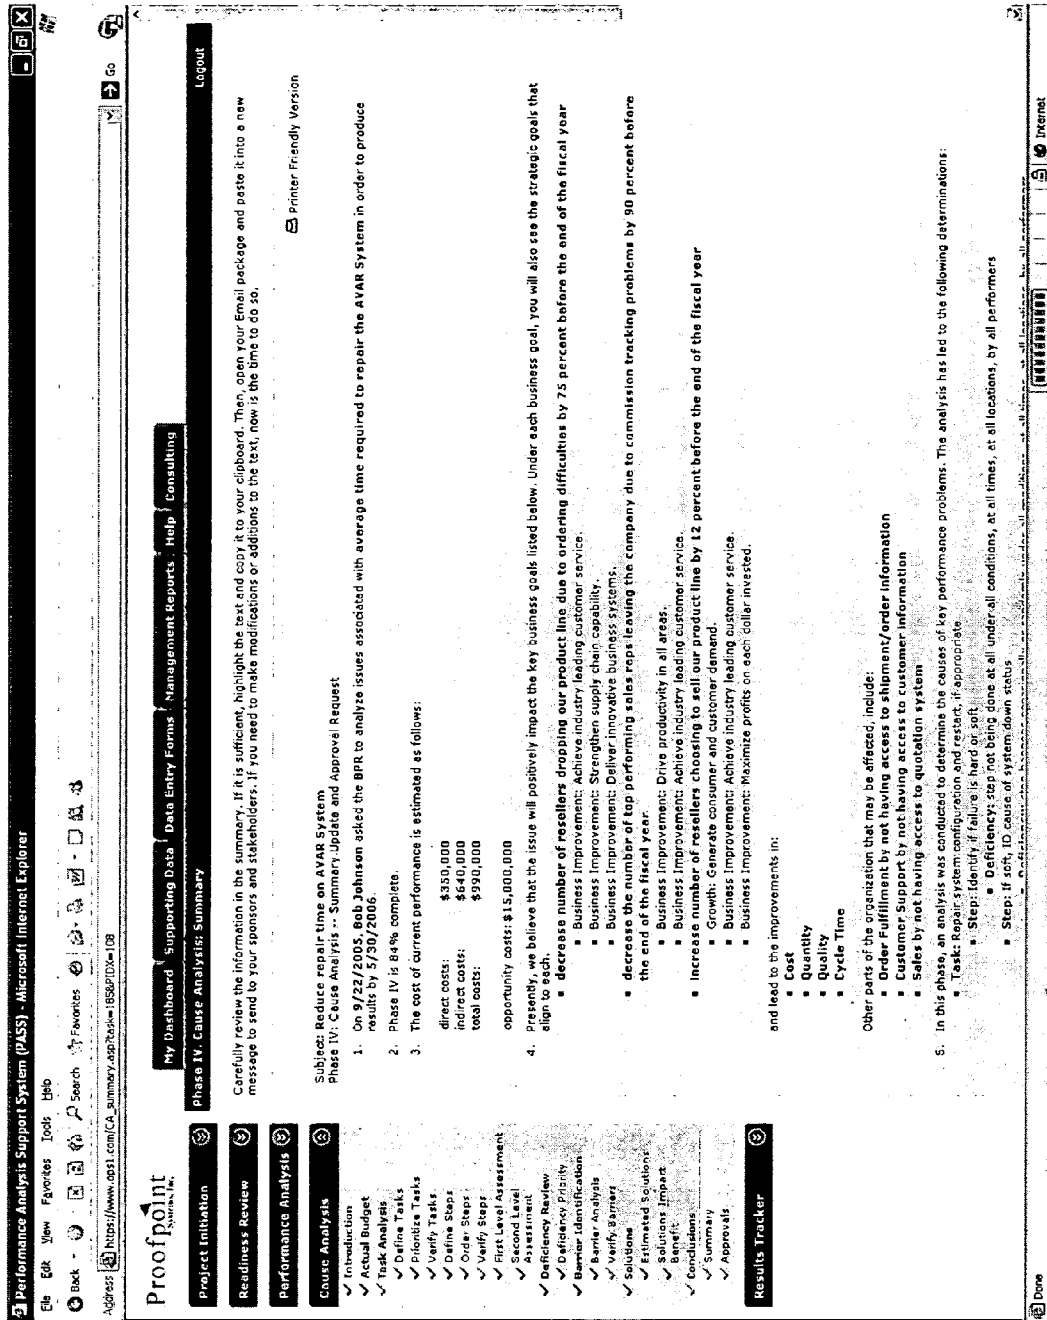 Performance Analysis Support System (PASS) - Microsoft Internet Explorer
File Edit View Favorites Tools Help
Back Search Favorites
Address https://www.ops1.com/CA_summary.asp?task=185&PIDX=108 Go
Proofpoint
Systems, Inc.
My Dashboard Supporting Data Data Entry Forms Management Reports Help Consulting
Phase IV. Cause Analysis: Summary Logout
Project Initiation
Readiness Review
Performance Analysis
Cause Analysis
Introduction
Actual Budget
Task Analysis
Define Tasks
Prioritize Tasks
Verify Tasks
Define Steps
Order Steps
Verify Steps
First Level Assessment
Second Level
Assessment
Deficiency Review
Deficiency Priority
Barrier Identification
Barrier Analysis
Verify Barriers
Solutions
Estimated Solutions
Solutions Impact
Benefit
Conclusions
Summary
Approvals
Results Tracker
Carefully review the information in the summary. If it is sufficient, highlight the text and copy it to your clipboard. Then, open your Email package and paste it into a new
message to send to your sponsors and stakeholders. If you need to make modifications or additions to the text, now is the time to do so.
Printer Friendly Version
Subject: Reduce repair time on AVAR System
Phase IV: Cause Analysis -- Summary Update and Approval Request
1. On 9/22/2005, Bob Johnson asked the BPR to analyze issues associated with average time required to repair the AVAR System in order to produce
results by 5/30/2006.
2. Phase IV is 84% complete.
3. The cost of current performance is estimated as follows:
direct costs: $350,000
indirect costs: $640,000
total costs: $990,000
opportunity costs: $15,000,000
4. Presently, we believe that the issue will positively impact the key business goals listed below. Under each business goal, you will also see the strategic goals that
align to each.
▪ decrease number of resellers dropping our product line due to ordering difficulties by 75 percent before the end of the fiscal year
▪ Business Improvement: Achieve industry leading customer service.
▪ Business Improvement: Strengthen supply chain capability.
▪ Business Improvement: Deliver innovative business systems.
▪ decrease the number of top performing sales reps leaving the company due to commission tracking problems by 90 percent before
the end of the fiscal year.
▪ Business Improvement: Drive productivity in all areas.
▪ Business Improvement: Achieve industry leading customer service.
▪ Increase number of resellers choosing to sell our product line by 12 percent before the end of the fiscal year
▪ Growth: Generate consumer and customer demand.
▪ Business Improvement: Achieve industry leading customer service.
▪ Business Improvement: Maximize profits on each dollar invested.
and lead to the improvements in:
▪ Cost
▪ Quantity
▪ Quality
▪ Cycle Time
Other parts of the organization that may be affected, include:
▪ Order Fulfillment by not having access to shipment/order information
▪ Customer Support by not having access to customer information
▪ Sales by not having access to quotation system
5. In this phase, an analysis was conducted to determine the causes of key performance problems. The analysis has led to the following determinations:
▪ Task: Repair system configuration and restart, if appropriate
▪ Step: Identify if failure is hard or soft
▪ Deficiency: step not being done at all under all conditions, at all times, at all locations, by all performers
▪ Step: If soft, ID cause of system down status
Done Internet